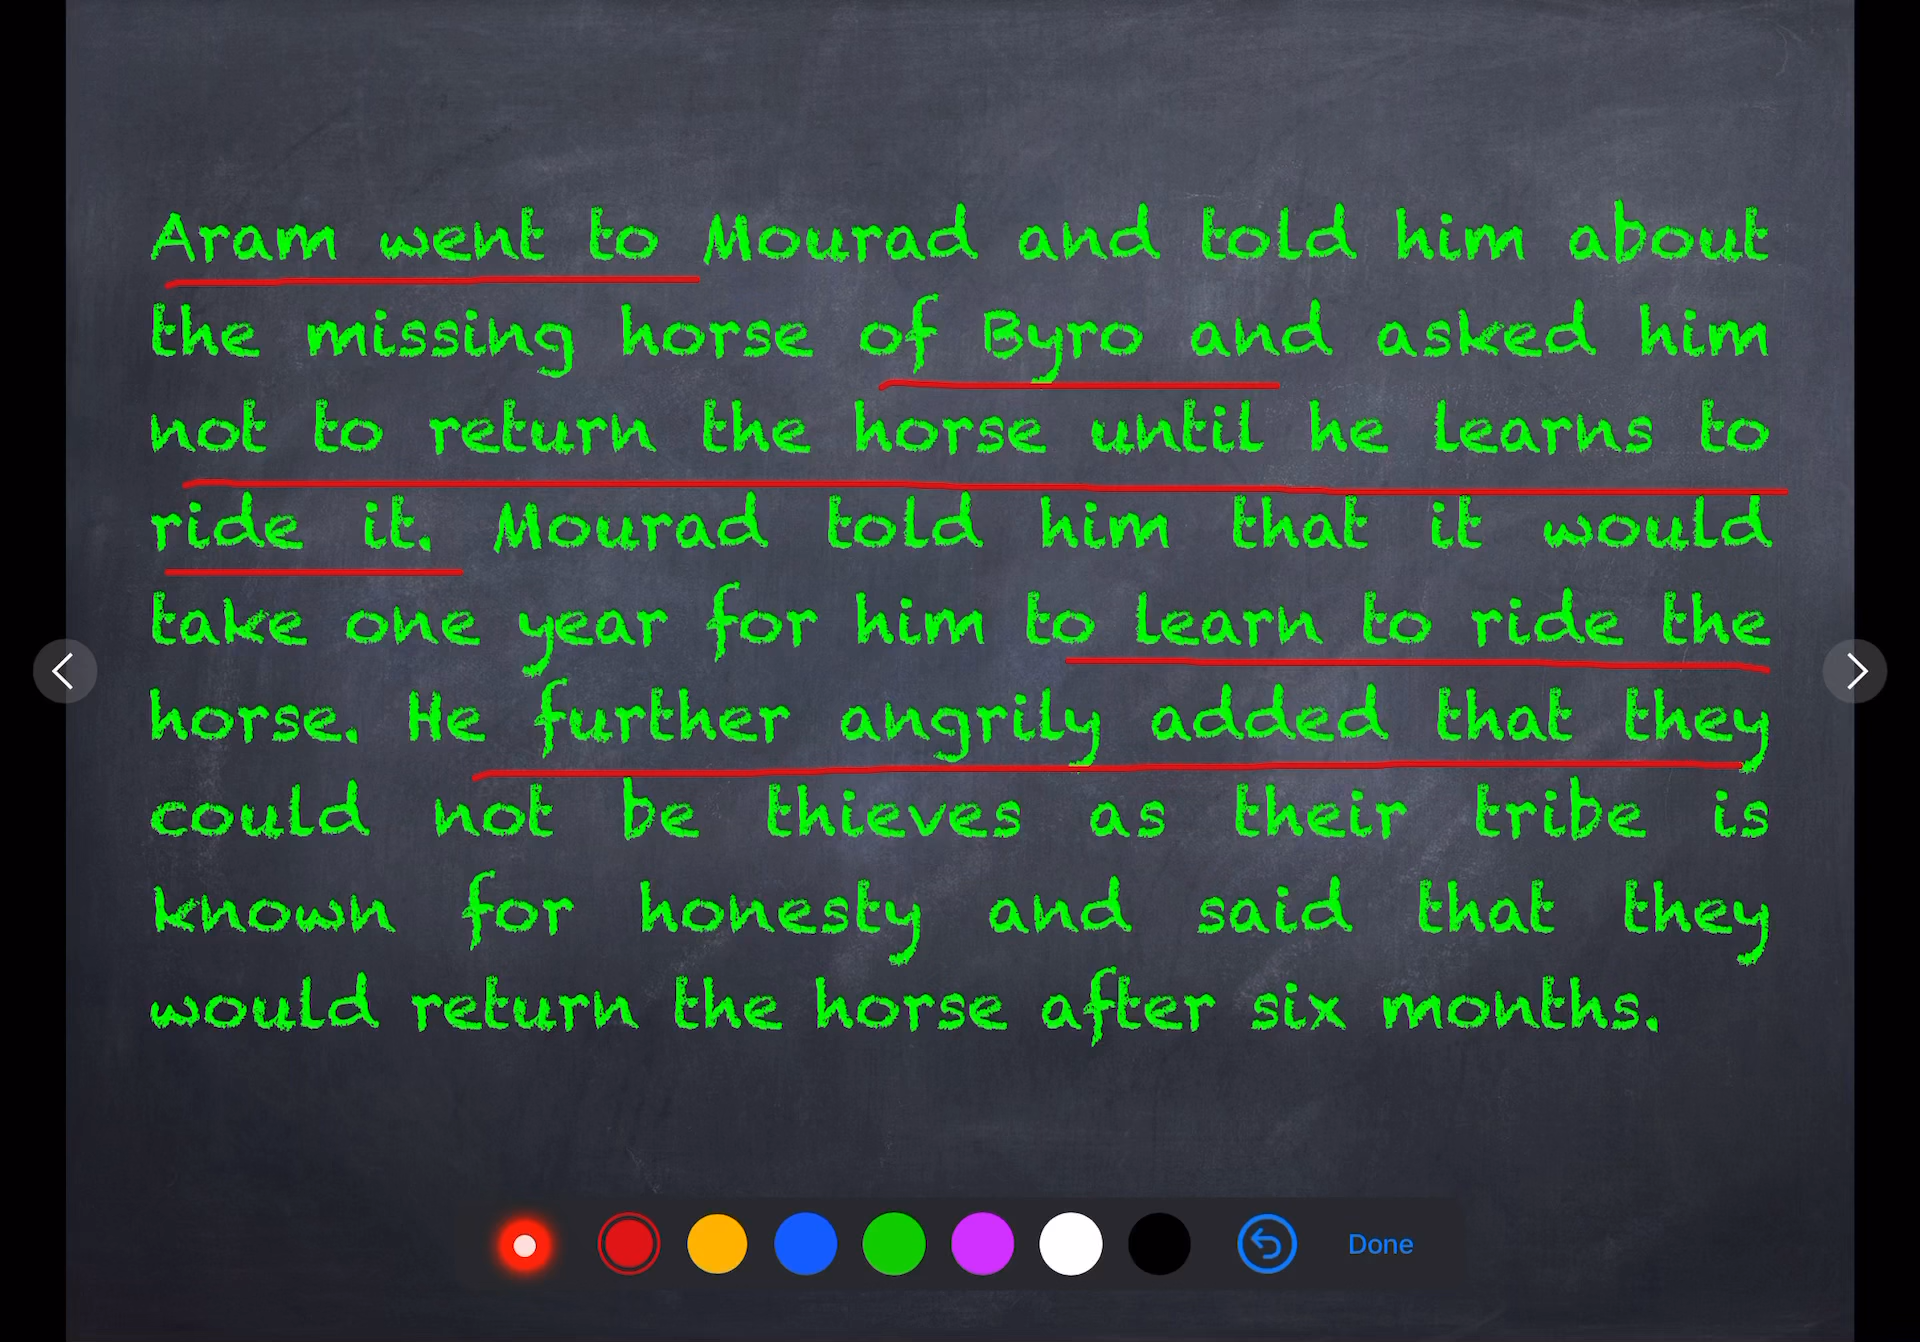 Aram went to Mourad and told him about
the missing horse of Byro and asked him
not to return the horse until he learns to
ride it. Mourad told him that it would
take one year for him to learn to ride the
horse. He further angrily added that they
could not be thieves as their tribe is
known for honesty and said that they
would return the horse after six months.
Done